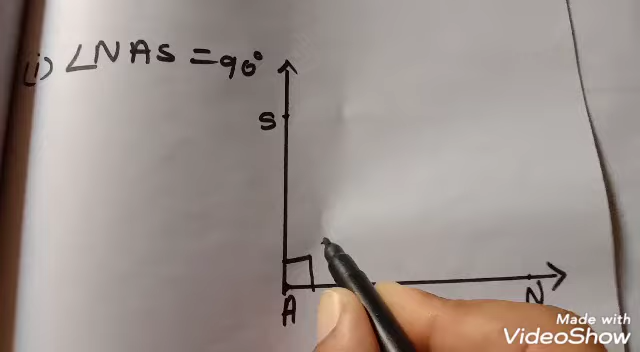 (i) ∠NAS = 90°
S
A
N
Made with
VideoShow